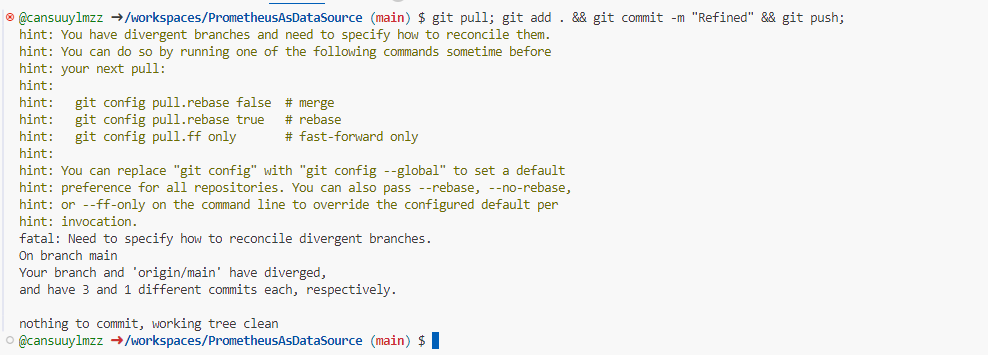 @cansuuylmzz ➜/workspaces/PrometheusAsDataSource (main) $ git pull; git add . && git commit -m "Refined" && git push;
hint: You have divergent branches and need to specify how to reconcile them.
hint: You can do so by running one of the following commands sometime before
hint: your next pull:
hint:
hint:   git config pull.rebase false  # merge
hint:   git config pull.rebase true   # rebase
hint:   git config pull.ff only       # fast-forward only
hint:
hint: You can replace "git config" with "git config --global" to set a default
hint: preference for all repositories. You can also pass --rebase, --no-rebase,
hint: or --ff-only on the command line to override the configured default per
hint: invocation.
fatal: Need to specify how to reconcile divergent branches.
On branch main
Your branch and 'origin/main' have diverged,
and have 3 and 1 different commits each, respectively.
nothing to commit, working tree clean
@cansuuylmzz ➜/workspaces/PrometheusAsDataSource (main) $